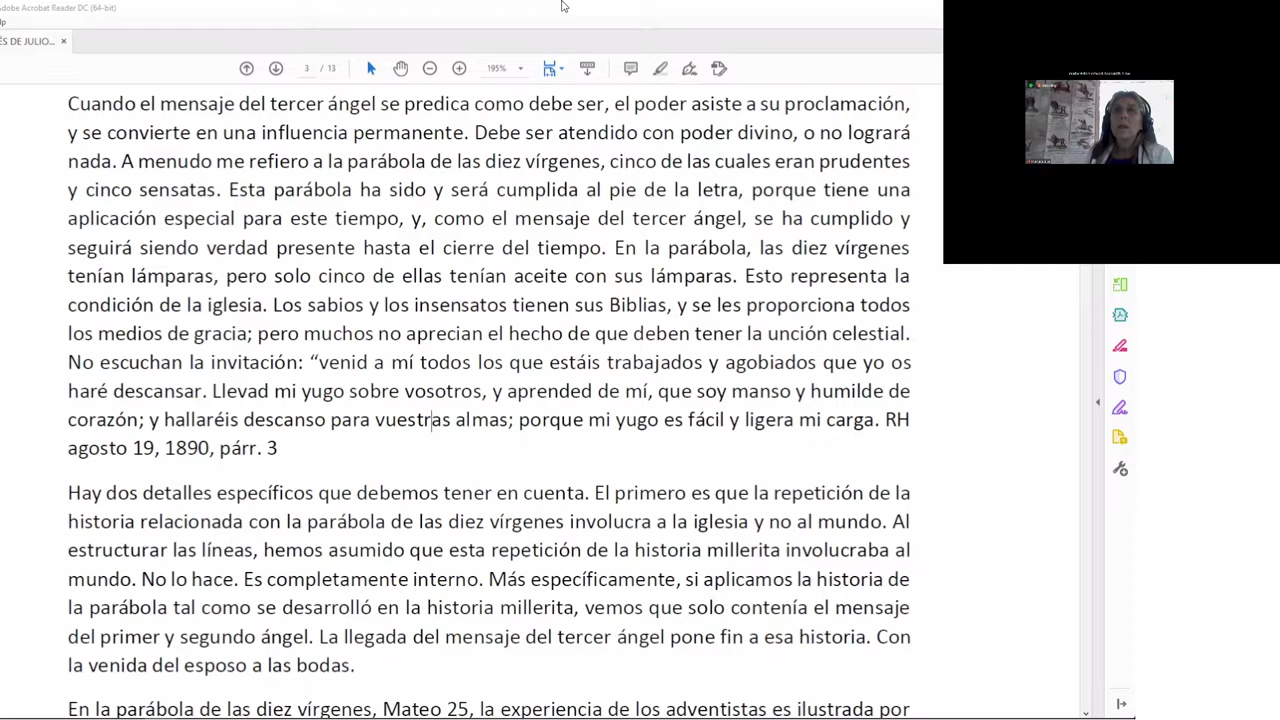 Adobe Acrobat Reader DC (64-bit)
lp
ÉS DE JULIO... ×
3 / 13
195%
Cuando el mensaje del tercer ángel se predica como debe ser, el poder asiste a su proclamación,
y se convierte en una influencia permanente. Debe ser atendido con poder divino, o no logrará
nada. A menudo me refiero a la parábola de las diez vírgenes, cinco de las cuales eran prudentes
y cinco sensatas. Esta parábola ha sido y será cumplida al pie de la letra, porque tiene una
aplicación especial para este tiempo, y, como el mensaje del tercer ángel, se ha cumplido y
seguirá siendo verdad presente hasta el cierre del tiempo. En la parábola, las diez vírgenes
tenían lámparas, pero solo cinco de ellas tenían aceite con sus lámparas. Esto representa la
condición de la iglesia. Los sabios y los insensatos tienen sus Biblias, y se les proporciona todos
los medios de gracia; pero muchos no aprecian el hecho de que deben tener la unción celestial.
No escuchan la invitación: “venid a mí todos los que estáis trabajados y agobiados que yo os
haré descansar. Llevad mi yugo sobre vosotros, y aprended de mí, que soy manso y humilde de
corazón; y hallaréis descanso para vuestras almas; porque mi yugo es fácil y ligera mi carga. RH
agosto 19, 1890, párr. 3
Hay dos detalles específicos que debemos tener en cuenta. El primero es que la repetición de la
historia relacionada con la parábola de las diez vírgenes involucra a la iglesia y no al mundo. Al
estructurar las líneas, hemos asumido que esta repetición de la historia millerita involucraba al
mundo. No lo hace. Es completamente interno. Más específicamente, si aplicamos la historia de
la parábola tal como se desarrolló en la historia millerita, vemos que solo contenía el mensaje
del primer y segundo ángel. La llegada del mensaje del tercer ángel pone fin a esa historia. Con
la venida del esposo a las bodas.
En la parábola de las diez vírgenes, Mateo 25, la experiencia de los adventistas es ilustrada por